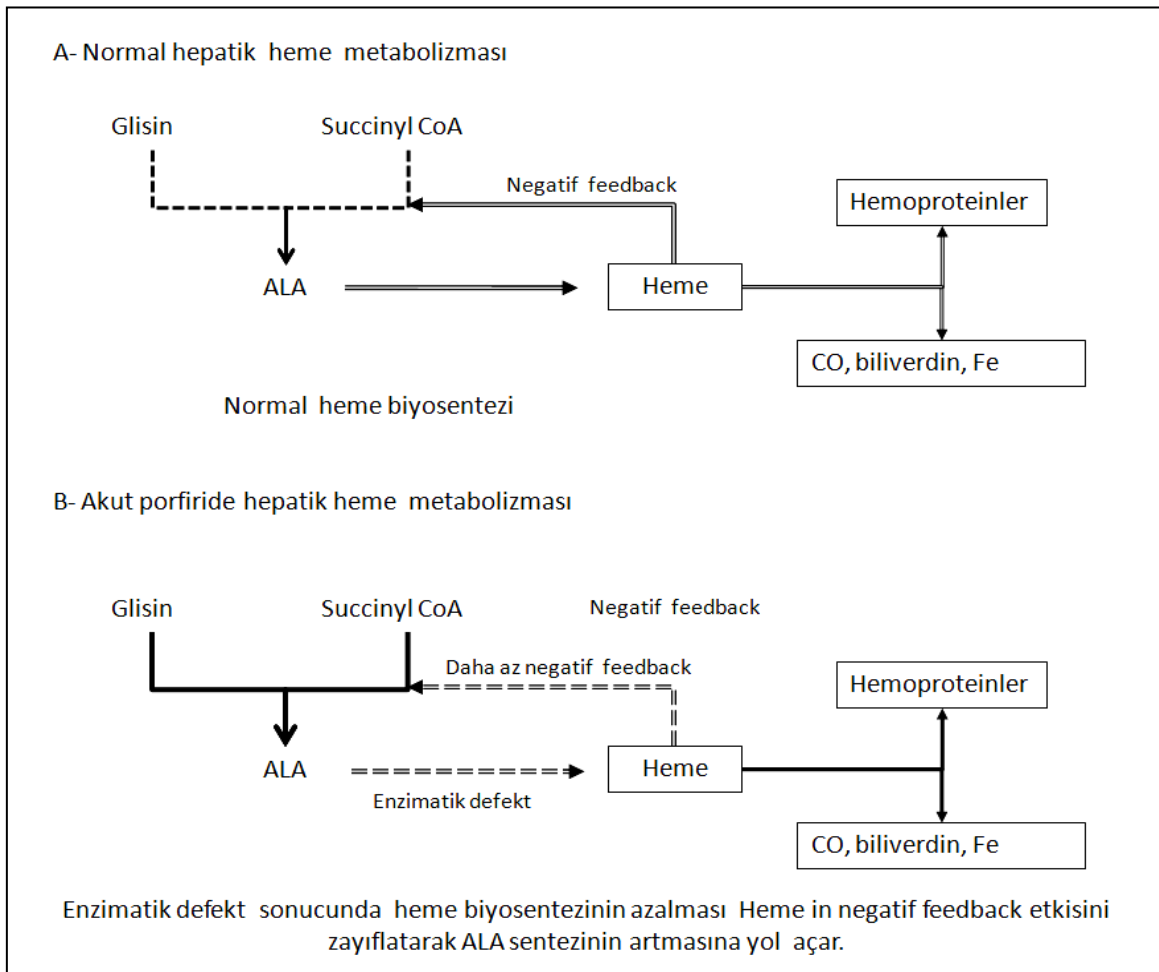 A- Normal hepatik heme metabolizması
Glisin
Succinyl CoA
Negatif feedback
Hemoproteinler
ALA
Heme
CO, biliverdin, Fe
Normal heme biyosentezi
B- Akut porfiride hepatik heme metabolizması
Glisin
Succinyl CoA
Negatif feedback
Daha az negatif feedback
Hemoproteinler
ALA
Heme
Enzimatik defekt
CO, biliverdin, Fe
Enzimatik defekt sonucunda heme biyosentezinin azalması Heme in negatif feedback etkisini
zayıflatarak ALA sentezinin artmasına yol açar.